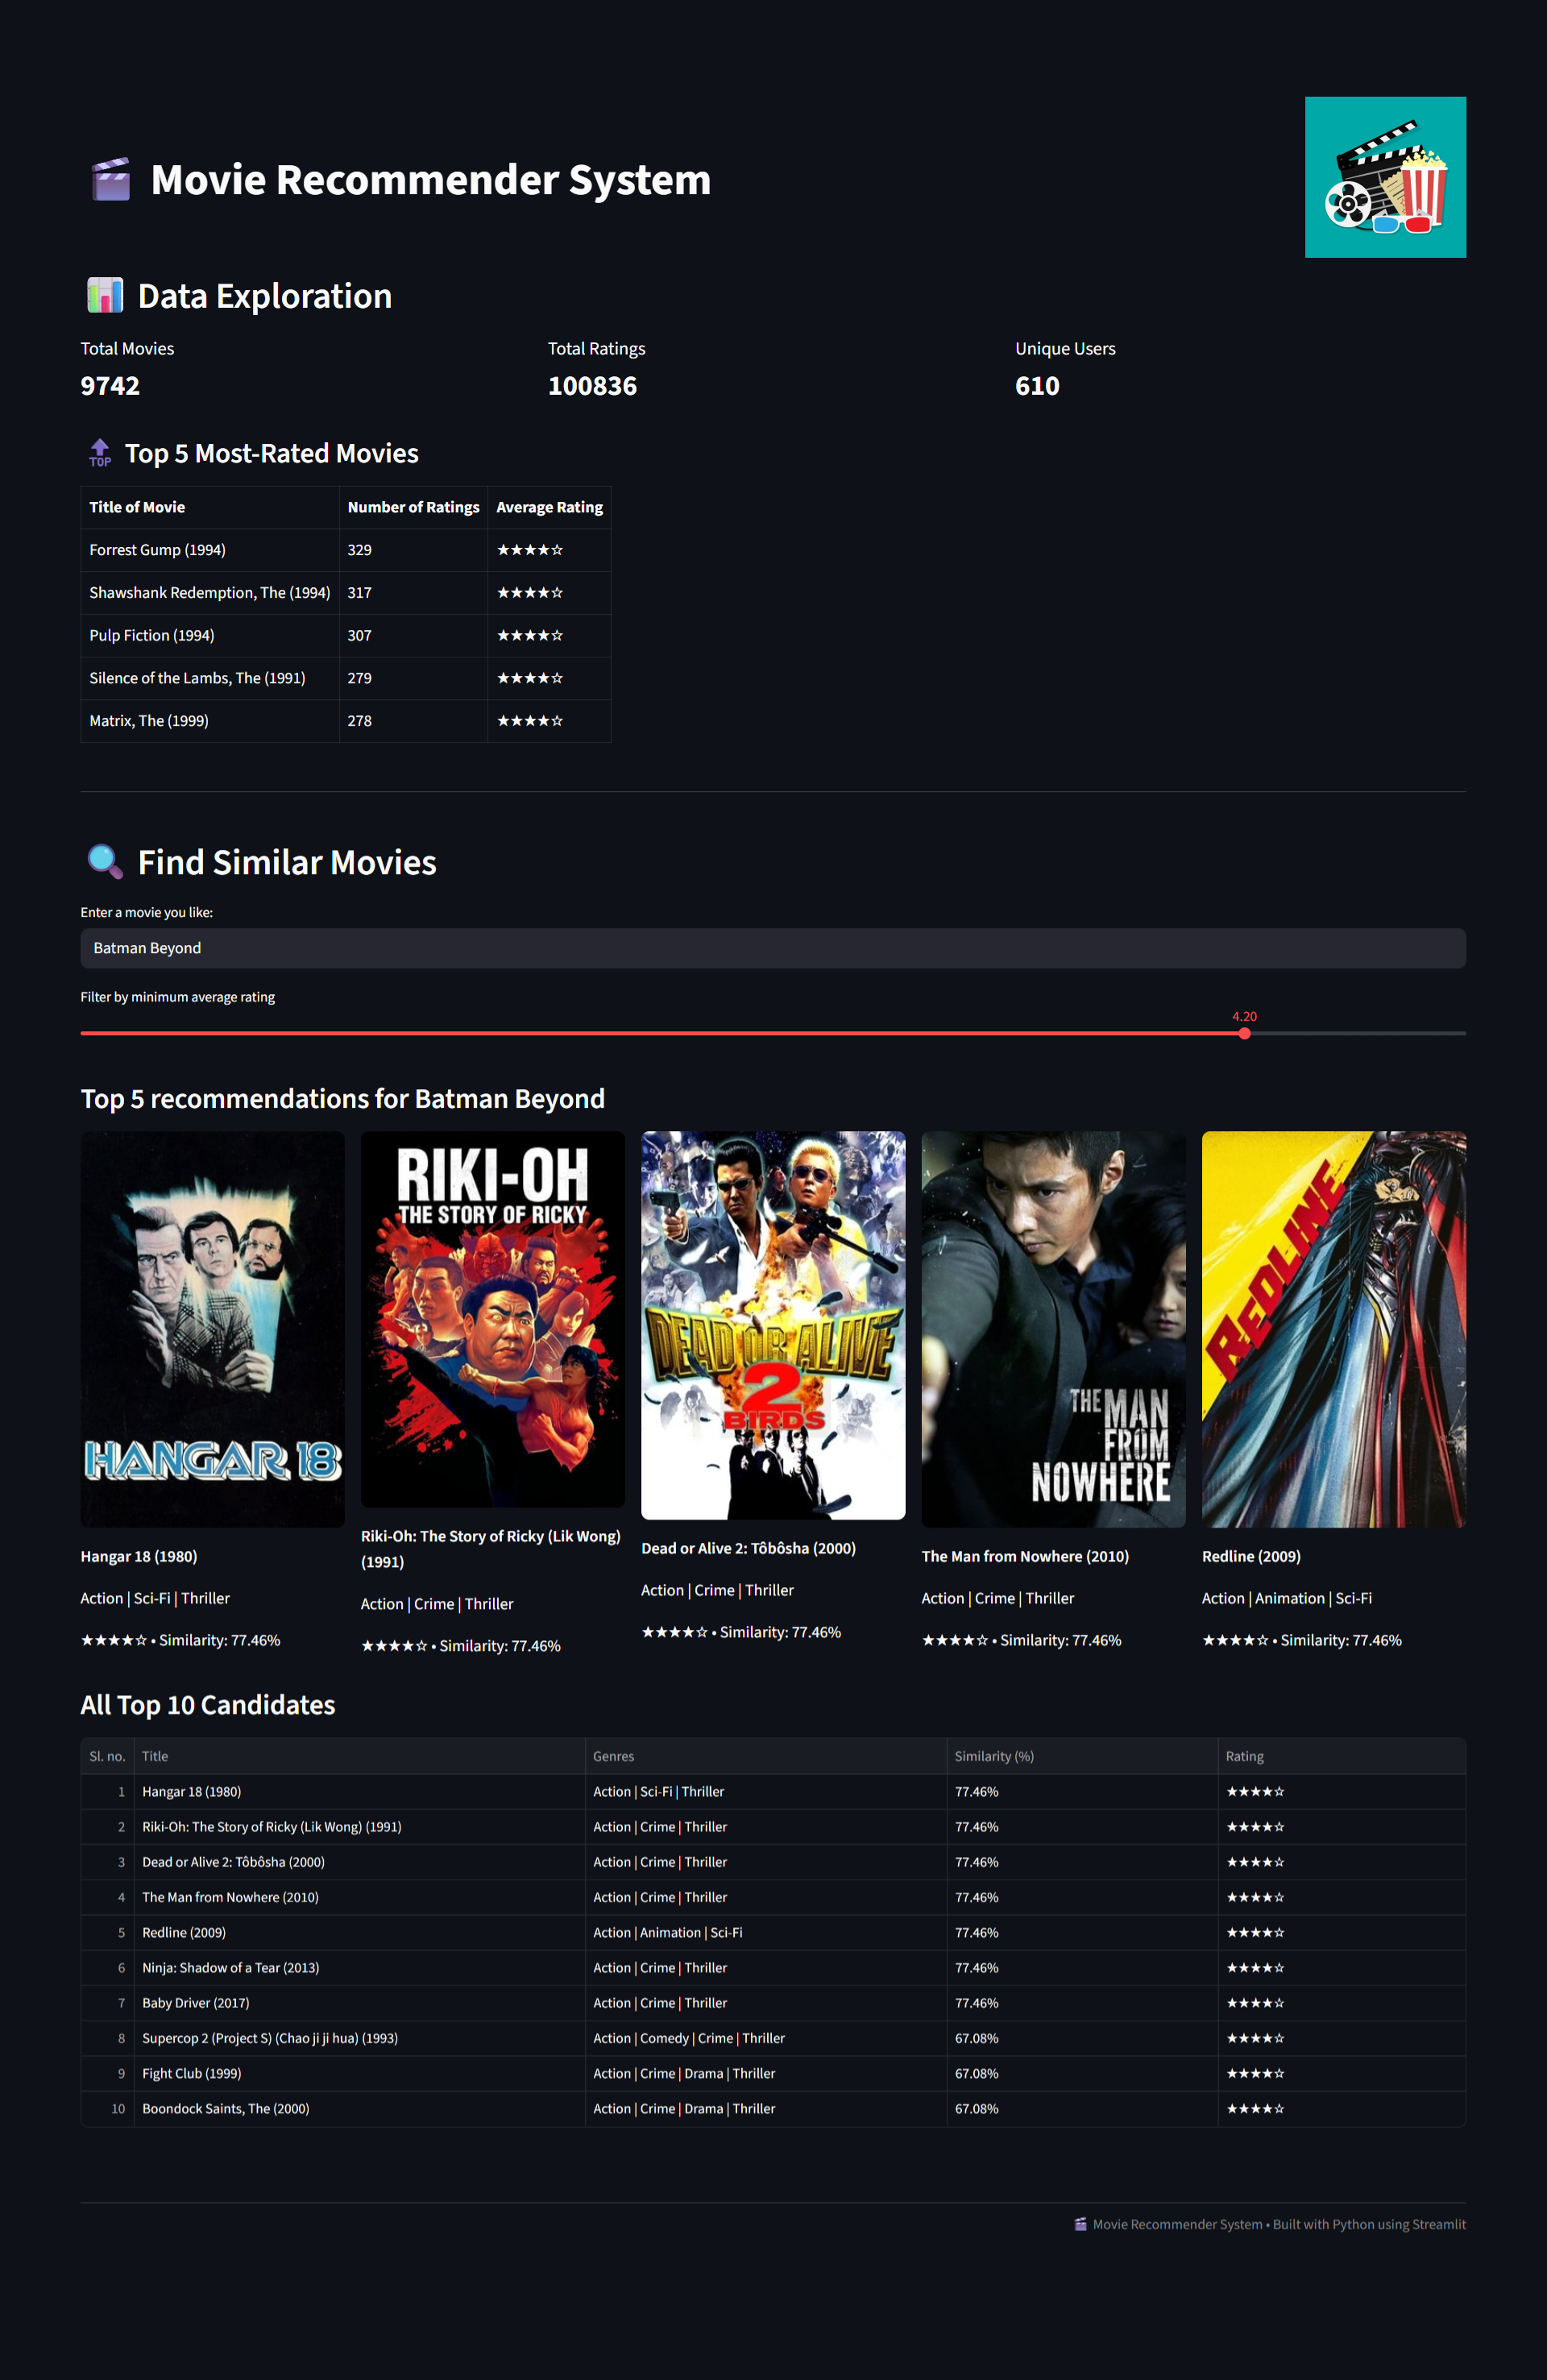 🎬 Movie Recommender System
📊 Data Exploration
Total Movies
9742
Total Ratings
100836
Unique Users
610
TOP
Top 5 Most-Rated Movies
Title of Movie | Number of Ratings | Average Rating
Forrest Gump (1994) 329 ★★★★☆
Shawshank Redemption, The (1994) 317 ★★★★☆
Pulp Fiction (1994) 307 ★★★★☆
Silence of the Lambs, The (1991) 279 ★★★★☆
Matrix, The (1999) 278 ★★★★☆
🔍 Find Similar Movies
Enter a movie you like:
Batman Beyond
Filter by minimum average rating
4.20
Top 5 recommendations for Batman Beyond
HANGAR 18
Hangar 18 (1980)
Action | Sci-Fi | Thriller
★★★★☆ • Similarity: 77.46%
RIKI-OH
THE STORY OF RICKY
Riki-Oh: The Story of Ricky (Lik Wong)
(1991)
Action | Crime | Thriller
★★★★☆ • Similarity: 77.46%
DEAD OR ALIVE
2
BIRDS
Dead or Alive 2: Tôbôsha (2000)
Action | Crime | Thriller
★★★★☆ • Similarity: 77.46%
THE MAN
FROM
NOWHERE
The Man from Nowhere (2010)
Action | Crime | Thriller
★★★★☆ • Similarity: 77.46%
REDLINE
Redline (2009)
Action | Animation | Sci-Fi
★★★★☆ • Similarity: 77.46%
All Top 10 Candidates
Sl. no. Title Genres Similarity (%) Rating
1 Hangar 18 (1980) Action | Sci-Fi | Thriller 77.46% ★★★★☆
2 Riki-Oh: The Story of Ricky (Lik Wong) (1991) Action | Crime | Thriller 77.46% ★★★★☆
3 Dead or Alive 2: Tôbôsha (2000) Action | Crime | Thriller 77.46% ★★★★☆
4 The Man from Nowhere (2010) Action | Crime | Thriller 77.46% ★★★★☆
5 Redline (2009) Action | Animation | Sci-Fi 77.46% ★★★★☆
6 Ninja: Shadow of a Tear (2013) Action | Crime | Thriller 77.46% ★★★★☆
7 Baby Driver (2017) Action | Crime | Thriller 77.46% ★★★★☆
8 Supercop 2 (Project S) (Chao ji ji hua) (1993) Action | Comedy | Crime | Thriller 67.08% ★★★★☆
9 Fight Club (1999) Action | Crime | Drama | Thriller 67.08% ★★★★☆
10 Boondock Saints, The (2000) Action | Crime | Drama | Thriller 67.08% ★★★★☆
🎬 Movie Recommender System • Built with Python using Streamlit